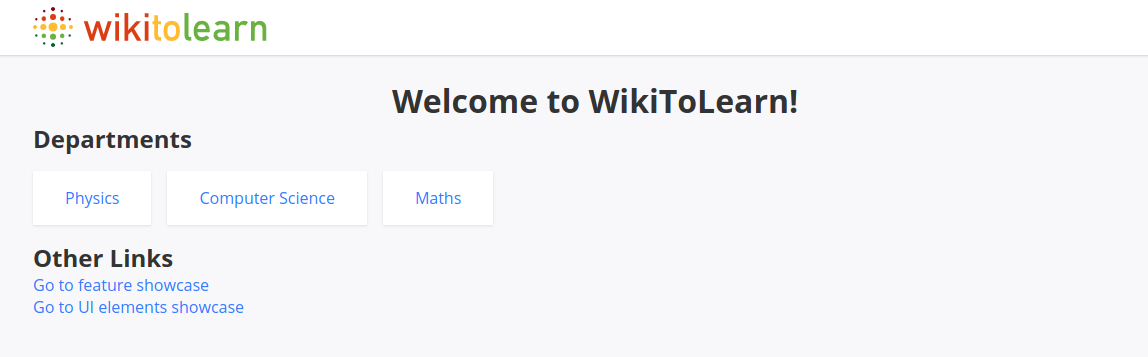 wikitolearn
Welcome to WikiToLearn!
Departments
Physics Computer Science Maths
Other Links
Go to feature showcase
Go to UI elements showcase